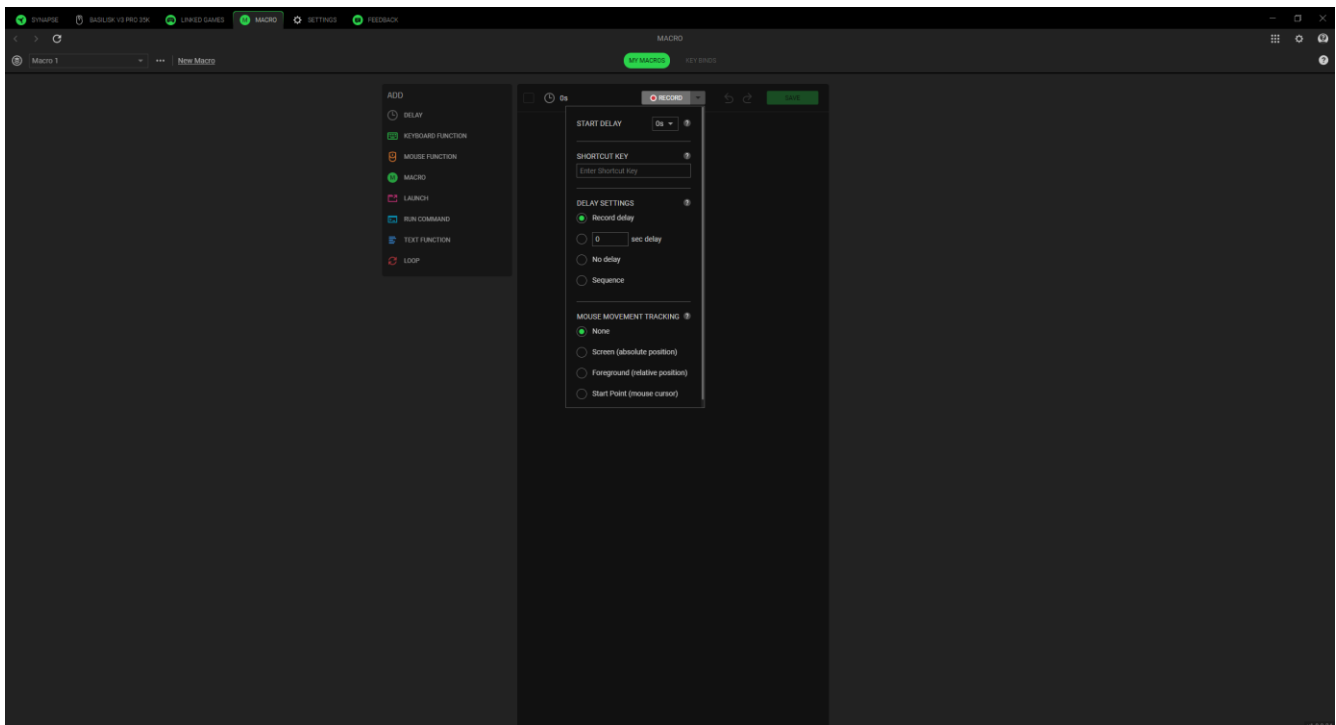 SYNAPSE BASILISK V3 PRO 35K LINKED GAMES MACRO SETTINGS FEEDBACK
MACRO
Macro 1 New Macro MY MACROS KEY BINDS
ADD
DELAY
KEYBOARD FUNCTION
MOUSE FUNCTION
MACRO
LAUNCH
RUN COMMAND
TEXT FUNCTION
LOOP
0s RECORD SAVE
START DELAY 0s
SHORTCUT KEY
Enter Shortcut Key
DELAY SETTINGS
Record delay
0 sec delay
No delay
Sequence
MOUSE MOVEMENT TRACKING
None
Screen (absolute position)
Foreground (relative position)
Start Point (mouse cursor)